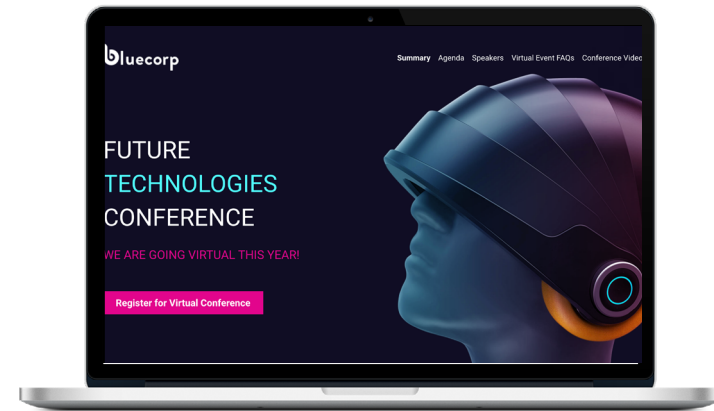 bluecorp
Summary Agenda Speakers Virtual Event FAQs Conference Video
FUTURE
TECHNOLOGIES
CONFERENCE
WE ARE GOING VIRTUAL THIS YEAR!
Register for Virtual Conference